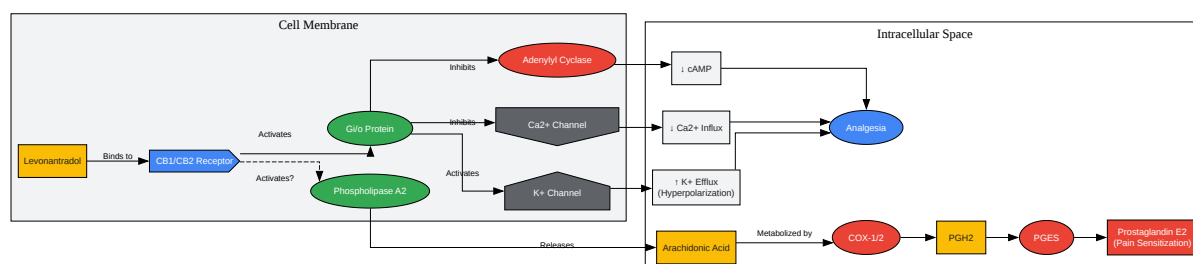 Cell Membrane
Intracellular Space
Adenylyl Cyclase
Inhibits
↓ cAMP
Gi/o Protein
Inhibits
Ca2+ Channel
↓ Ca2+ Influx
Analgesia
Activates
Levonantradol
Binds to
CB1/CB2 Receptor
Activates?
Activates
Phospholipase A2
K+ Channel
↑ K+ Efflux
(Hyperpolarization)
Releases
Arachidonic Acid
Metabolized by
COX-1/2
PGH2
PGES
Prostaglandin E2
(Pain Sensitization)